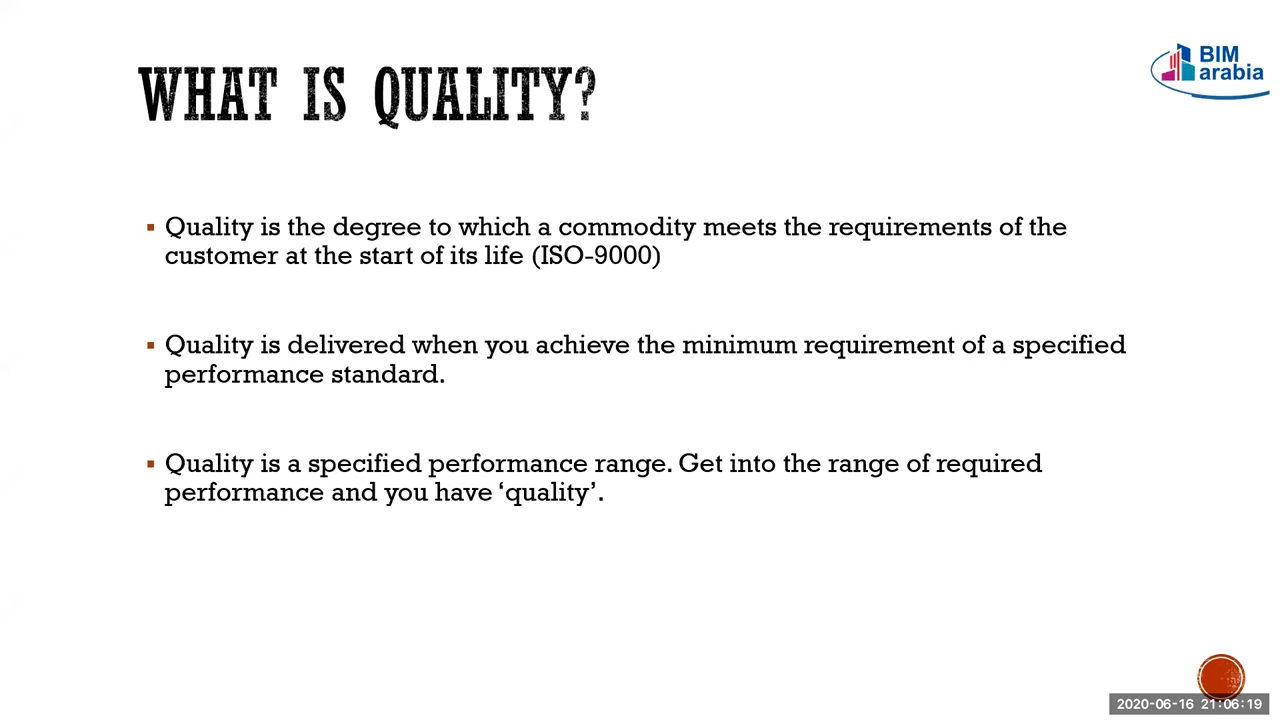 WHAT IS QUALITY?
BIM
arabia
▪ Quality is the degree to which a commodity meets the requirements of the
customer at the start of its life (ISO-9000)
▪ Quality is delivered when you achieve the minimum requirement of a specified
performance standard.
▪ Quality is a specified performance range. Get into the range of required
performance and you have ‘quality’.
2020-06-16 21:06:19